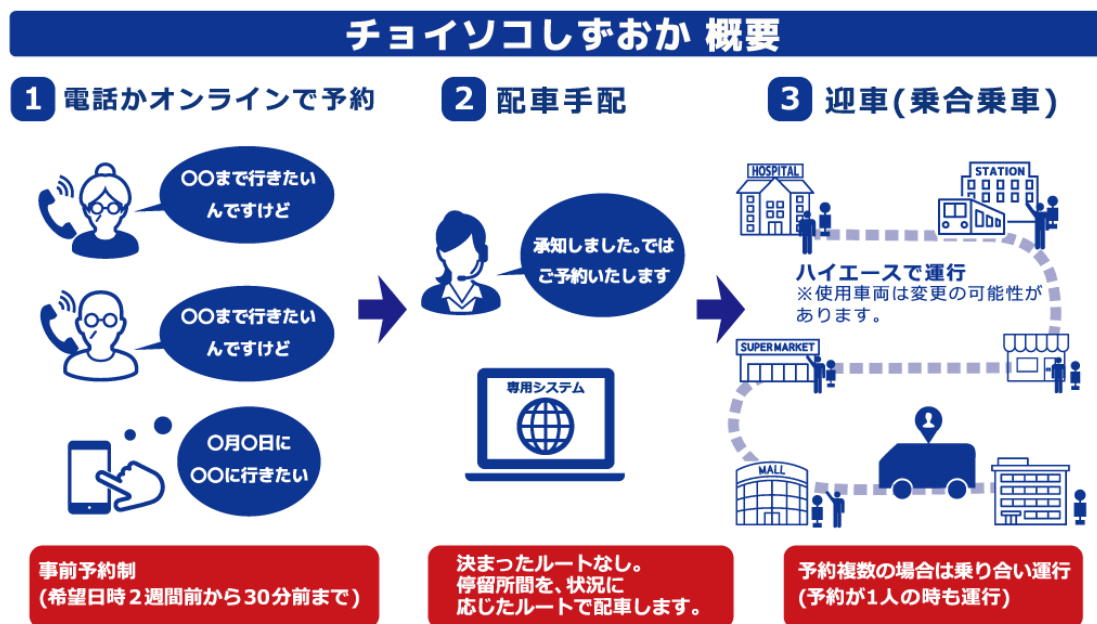 チョイソコしずおか 概要
1 電話かオンラインで予約
〇〇まで行きたい
んですけど
〇〇まで行きたい
んですけど
〇月〇日に
〇〇に行きたい
事前予約制
(希望日時2週間前から30分前まで)
2 配車手配
承知しました。では
ご予約いたします
専用システム
決まったルートなし。
停留所間を、状況に
応じたルートで配車します。
3 迎車(乗合乗車)
HOSPITAL
STATION
ハイエースで運行
※使用車両は変更の可能性が
あります。
SUPERMARKET
MALL
予約複数の場合は乗り合い運行
(予約が1人の時も運行)